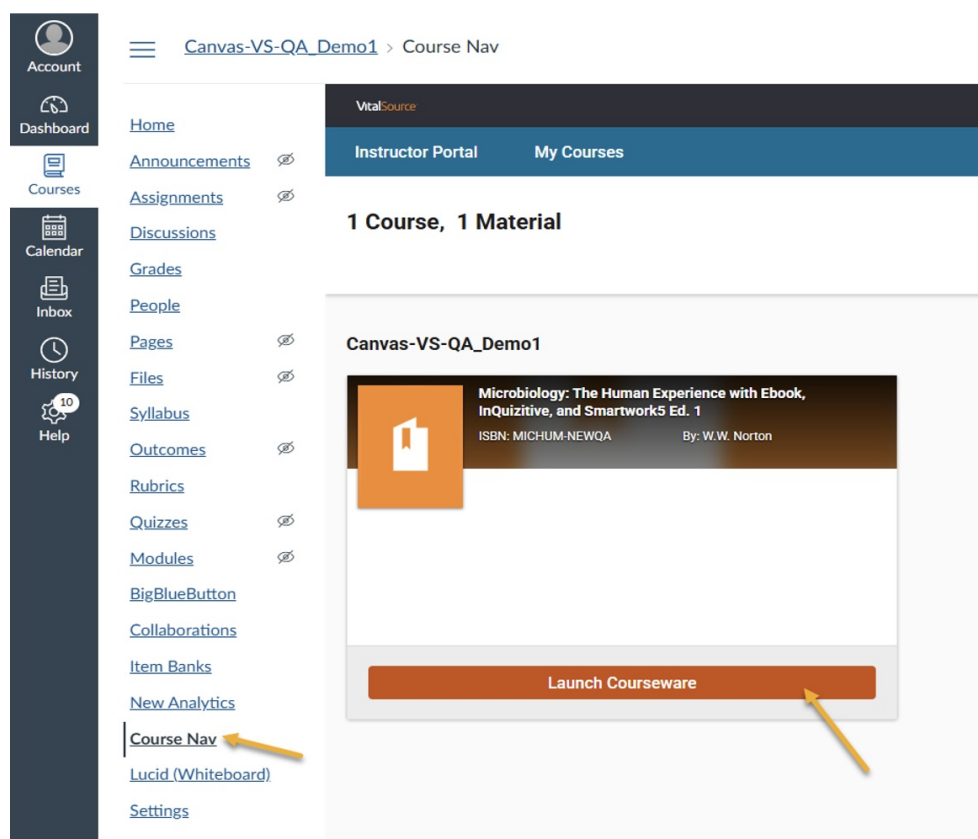 Account
Dashboard
Courses
Calendar
Inbox
History
10
Help
Canvas-VS-QA_Demo1 > Course Nav
Home
Announcements
Assignments
Discussions
Grades
People
Pages
Files
Syllabus
Outcomes
Rubrics
Quizzes
Modules
BigBlueButton
Collaborations
Item Banks
New Analytics
Course Nav
Lucid (Whiteboard)
Settings
VitalSource
Instructor Portal My Courses
1 Course, 1 Material
Canvas-VS-QA_Demo1
Microbiology: The Human Experience with Ebook,
InQuizitive, and Smartwork5 Ed. 1
ISBN: MICHUM-NEWQA By: W.W. Norton
Launch Courseware